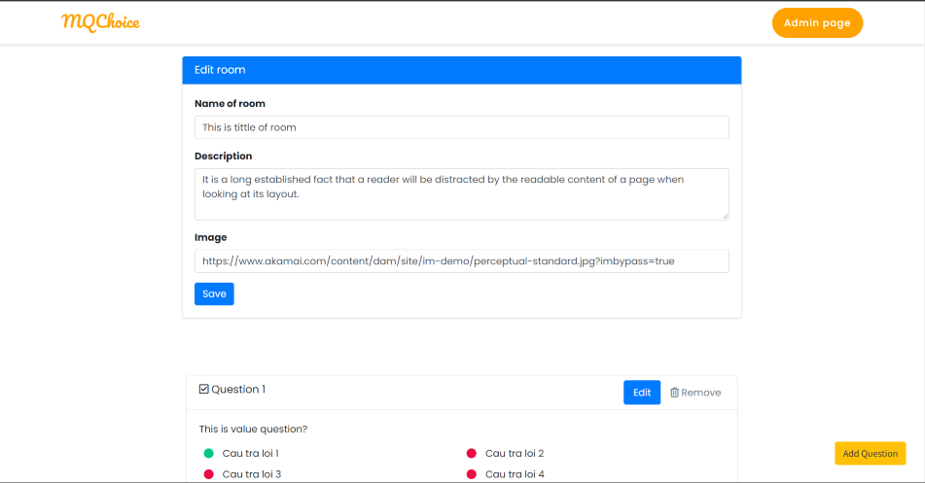 MQChoice
Admin page
Edit room
Name of room
This is tittle of room
Description
It is a long established fact that a reader will be distracted by the readable content of a page when
looking at its layout.
Image
https://www.akamai.com/content/dam/site/im-demo/perceptual-standard.jpg?imbypass=true
Save
Question 1
Edit
Remove
This is value question?
Cau tra loi 1
Cau tra loi 2
Add Question
Cau tra loi 3
Cau tra loi 4